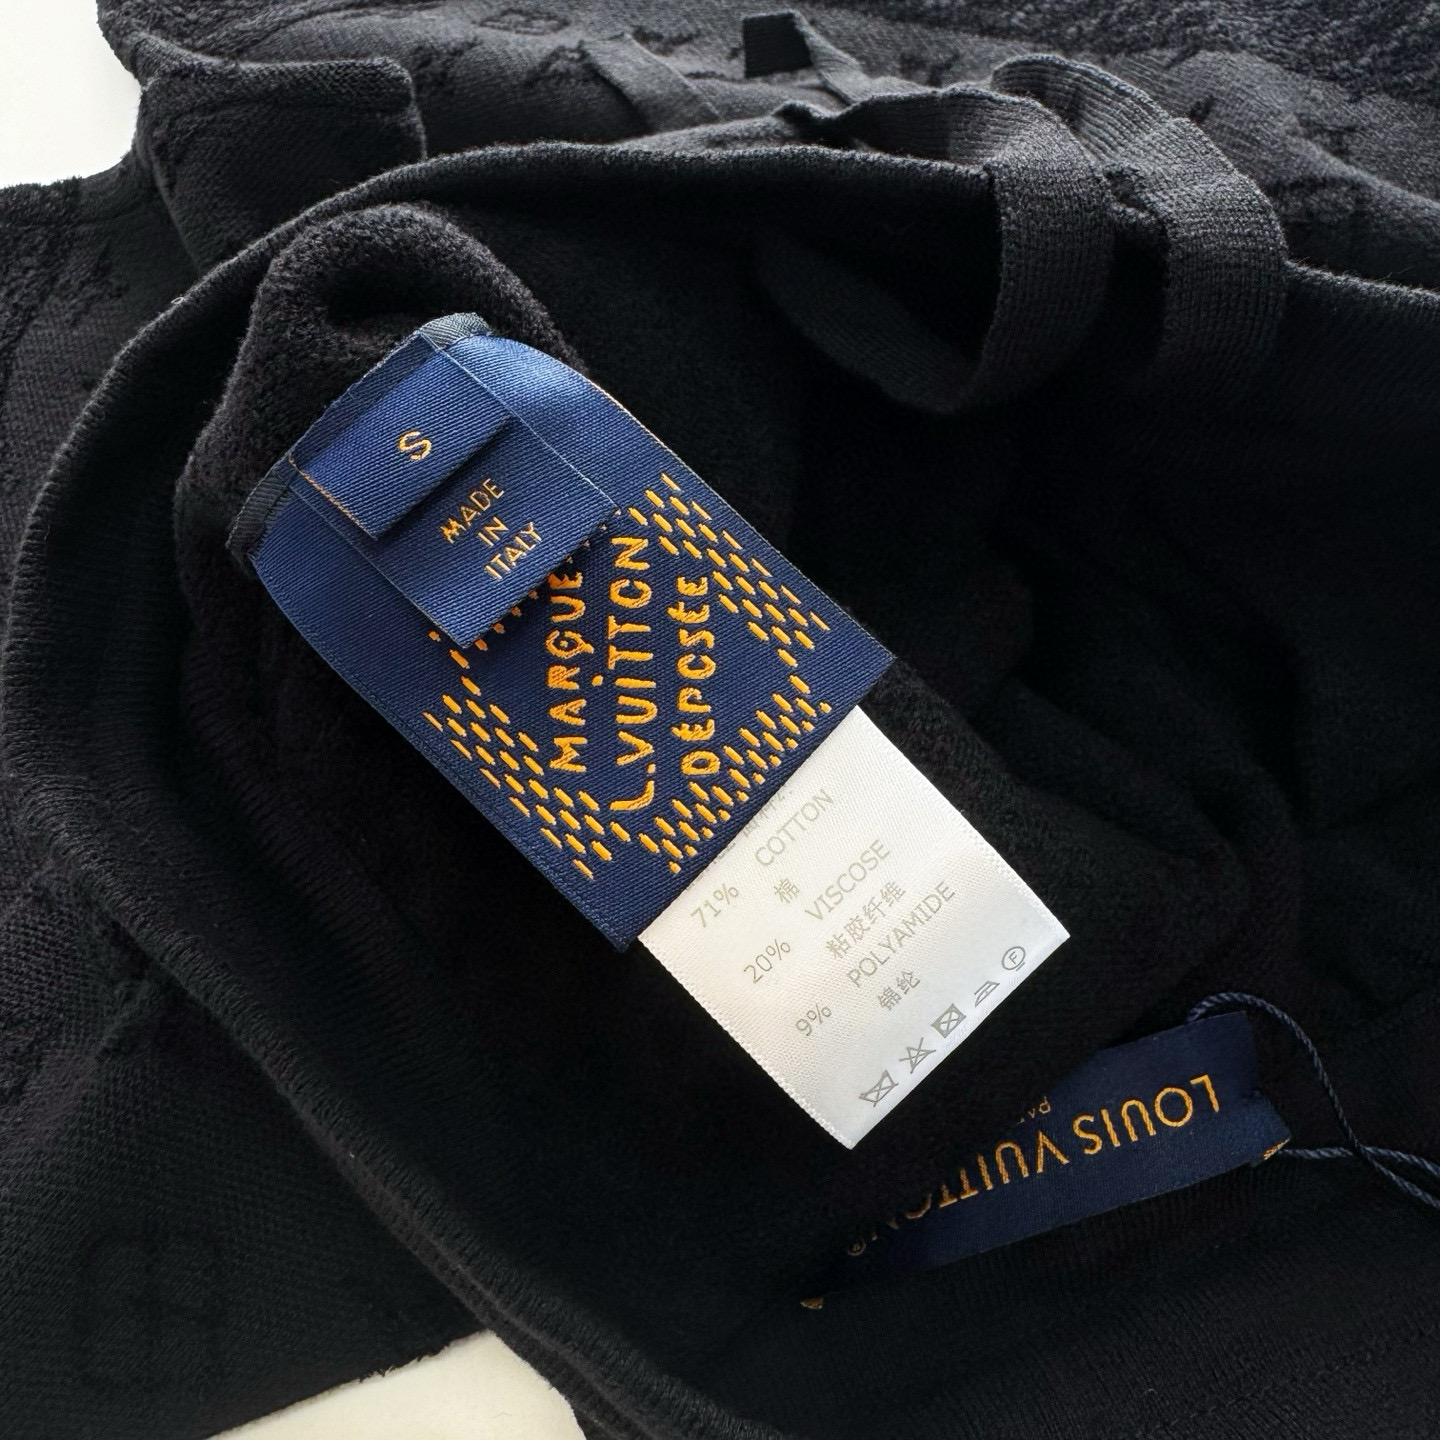 S
MADE
IN
ITALY
MARQUE
L.VUITTON
DÉPOSÉE
71% COTTON
棉
20% VISCOSE
粘胶纤维
9% POLYAMIDE
锦纶
F
LOUIS VUITTON